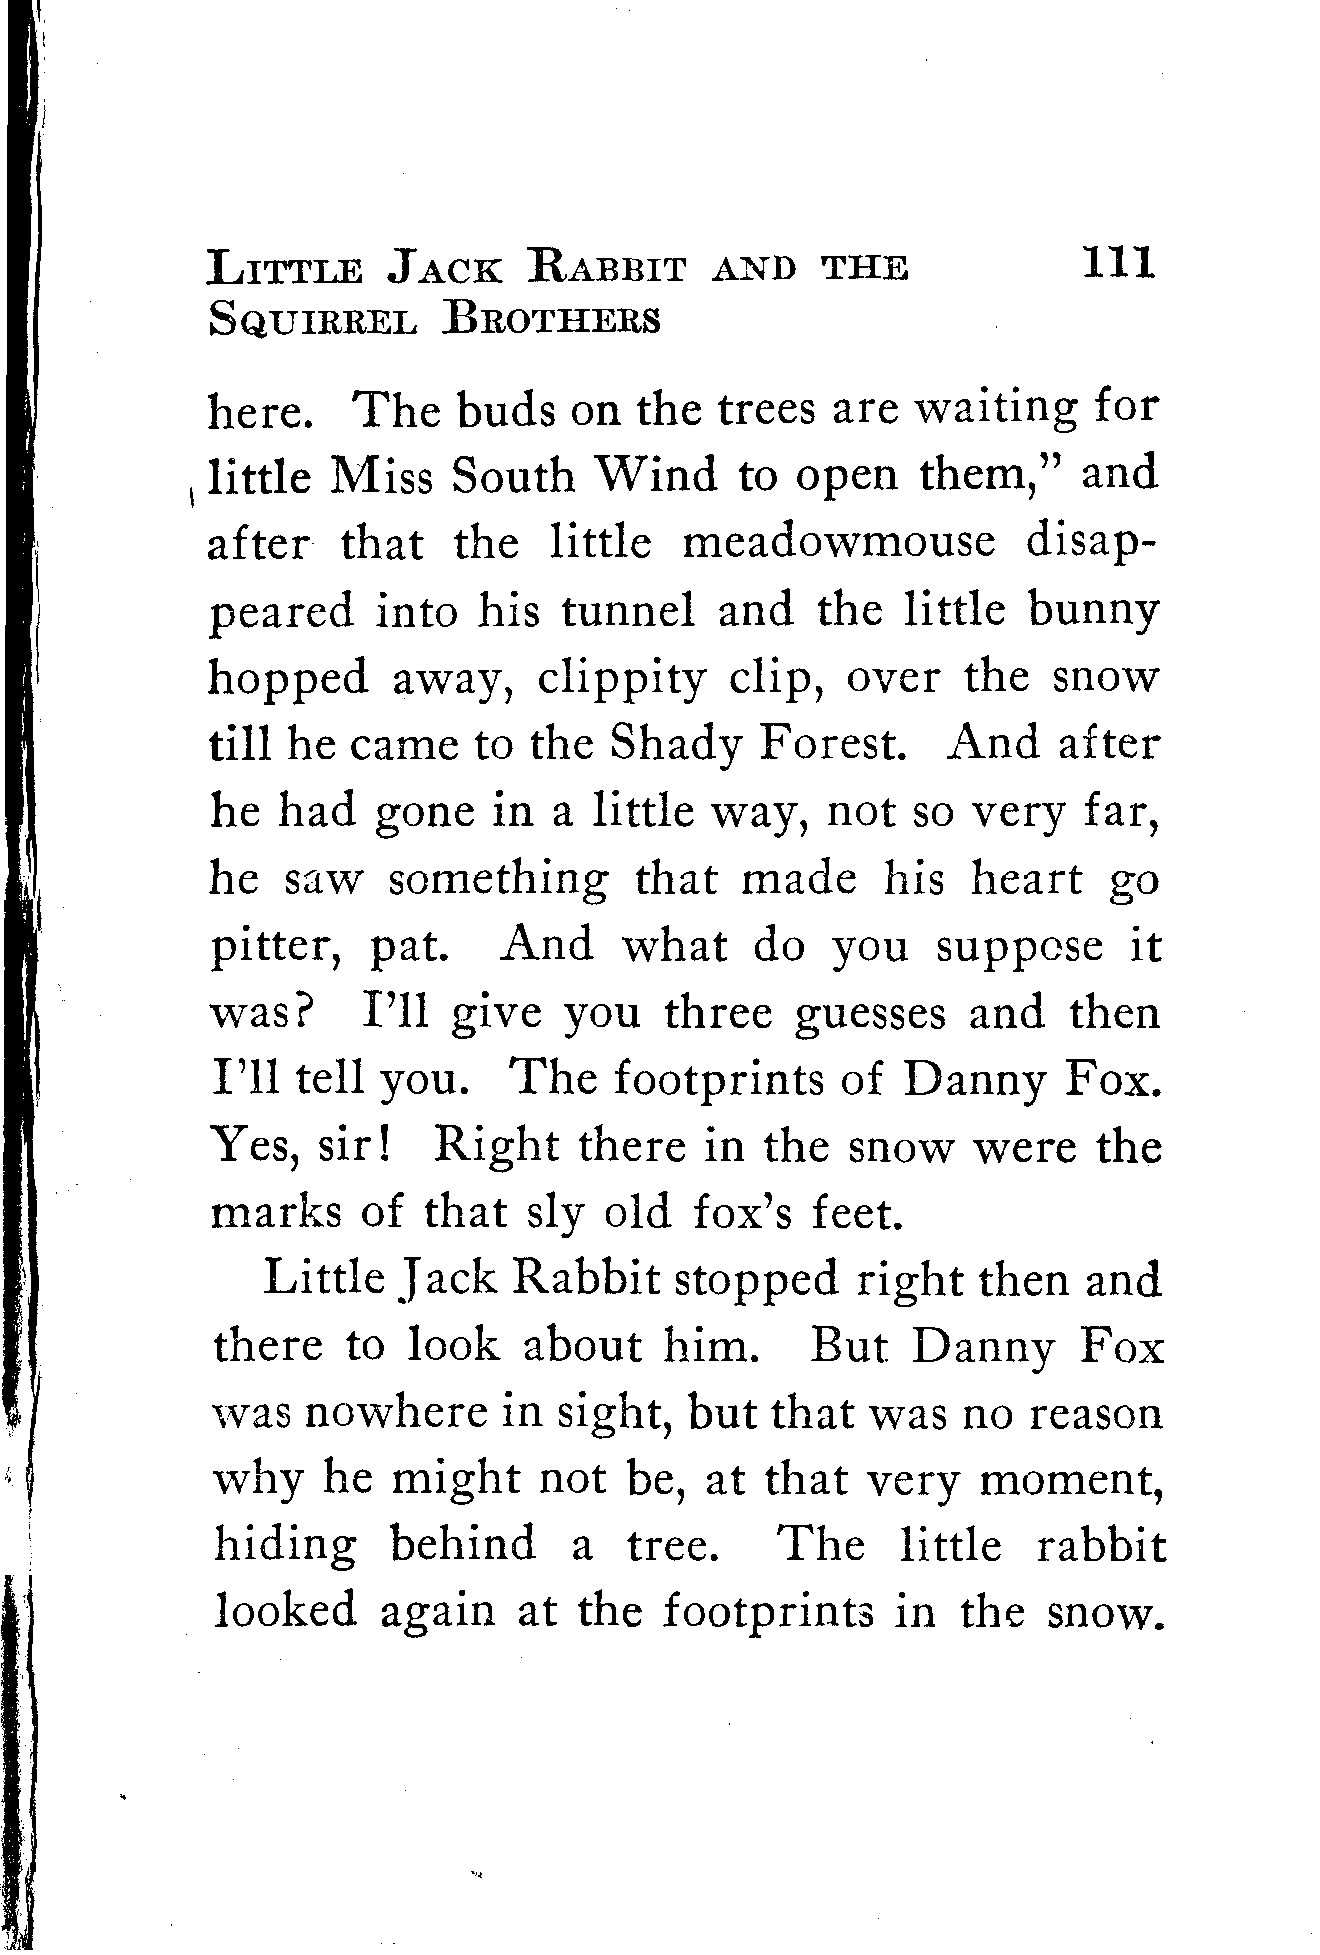 Little Jack Rabbit and the 111
Squirrel Brothers
here. The buds on the trees are waiting for
little Miss South Wind to open them,” and
after that the little meadowmouse disap-
peared into his tunnel and the little bunny
hopped away, clippity clip, over the snow
till he came to the Shady Forest. And after
he had gone in a little way, not so very far,
he saw something that made his heart go
pitter, pat. And what do you suppose it
was? I’ll give you three guesses and then
I’ll tell you. The footprints of Danny Fox.
Yes, sir! Right there in the snow were the
marks of that sly old fox’s feet.
Little Jack Rabbit stopped right then and
there to look about him. But Danny Fox
was nowhere in sight, but that was no reason
why he might not be, at that very moment,
hiding behind a tree. The little rabbit
looked again at the footprints in the snow.